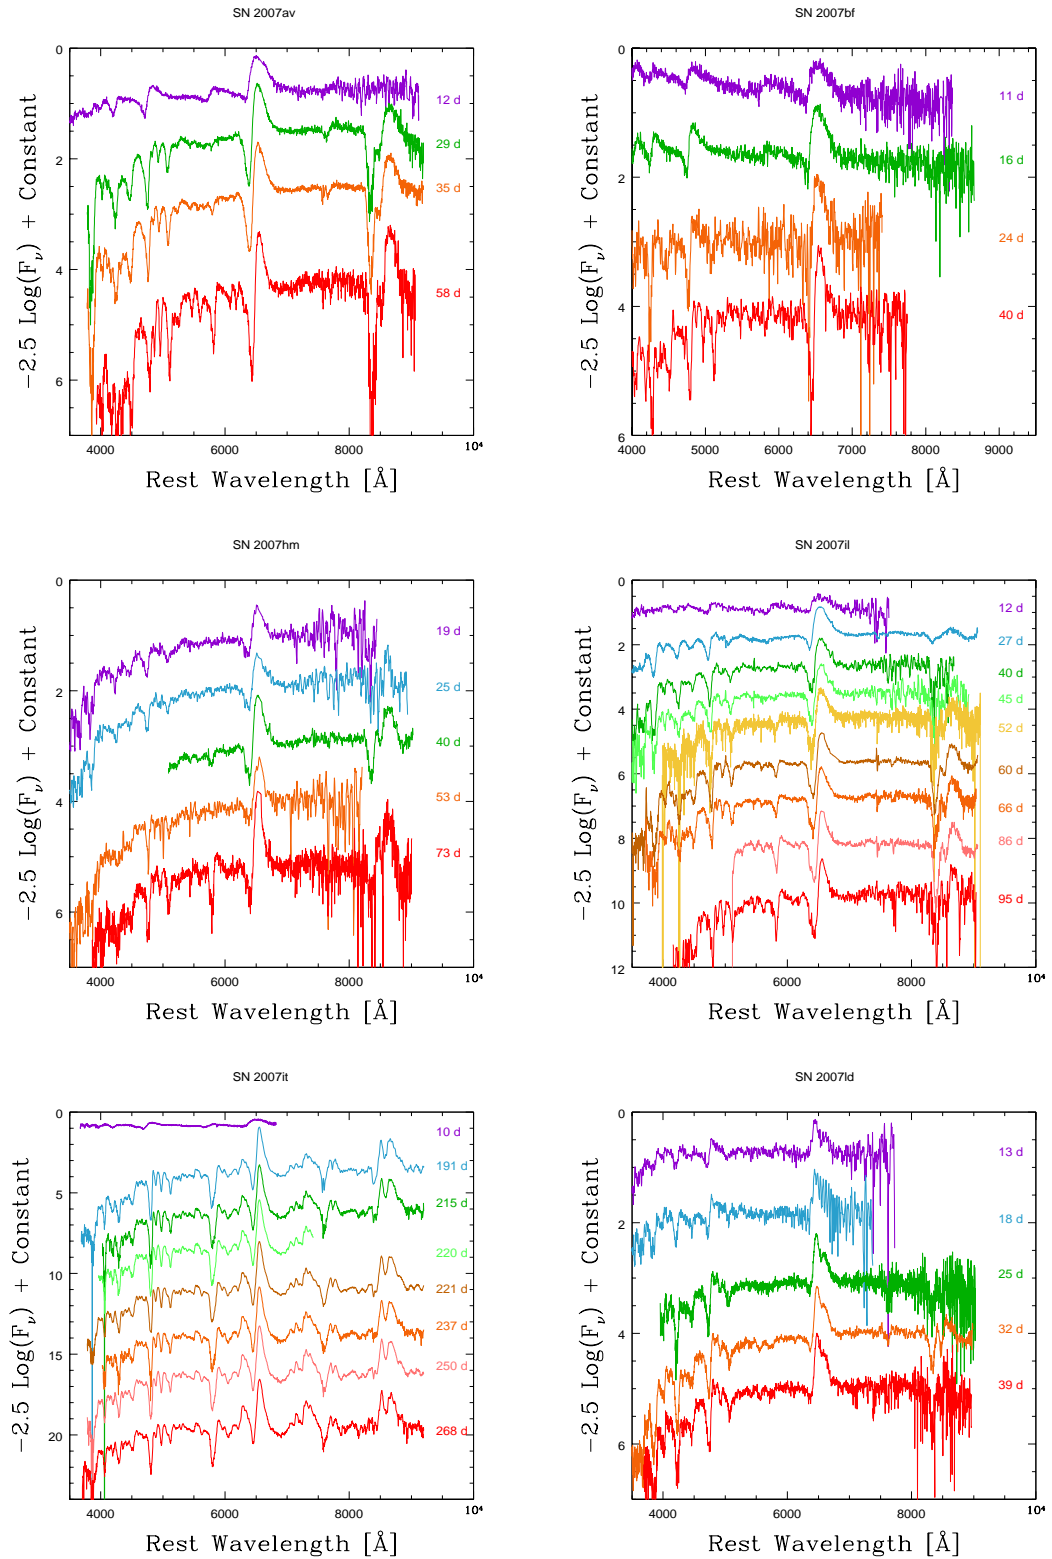 SN 2007av
0
2
4
6
−2.5 Log(Fν) + Constant
12 d
29 d
35 d
58 d
4000 6000 8000 10⁴
Rest Wavelength [Å]
SN 2007bf
0
2
4
6
−2.5 Log(Fν) + Constant
11 d
16 d
24 d
40 d
4000 5000 6000 7000 8000 9000
Rest Wavelength [Å]
SN 2007hm
0
2
4
6
−2.5 Log(Fν) + Constant
19 d
25 d
40 d
53 d
73 d
4000 6000 8000 10⁴
Rest Wavelength [Å]
SN 2007il
0
2
4
6
8
10
12
−2.5 Log(Fν) + Constant
12 d
27 d
40 d
45 d
52 d
60 d
66 d
86 d
95 d
4000 6000 8000 10⁴
Rest Wavelength [Å]
SN 2007it
0
5
10
15
20
−2.5 Log(Fν) + Constant
10 d
191 d
215 d
220 d
221 d
237 d
250 d
268 d
4000 6000 8000 10⁴
Rest Wavelength [Å]
SN 2007ld
0
2
4
6
−2.5 Log(Fν) + Constant
13 d
18 d
25 d
32 d
39 d
4000 6000 8000 10⁴
Rest Wavelength [Å]